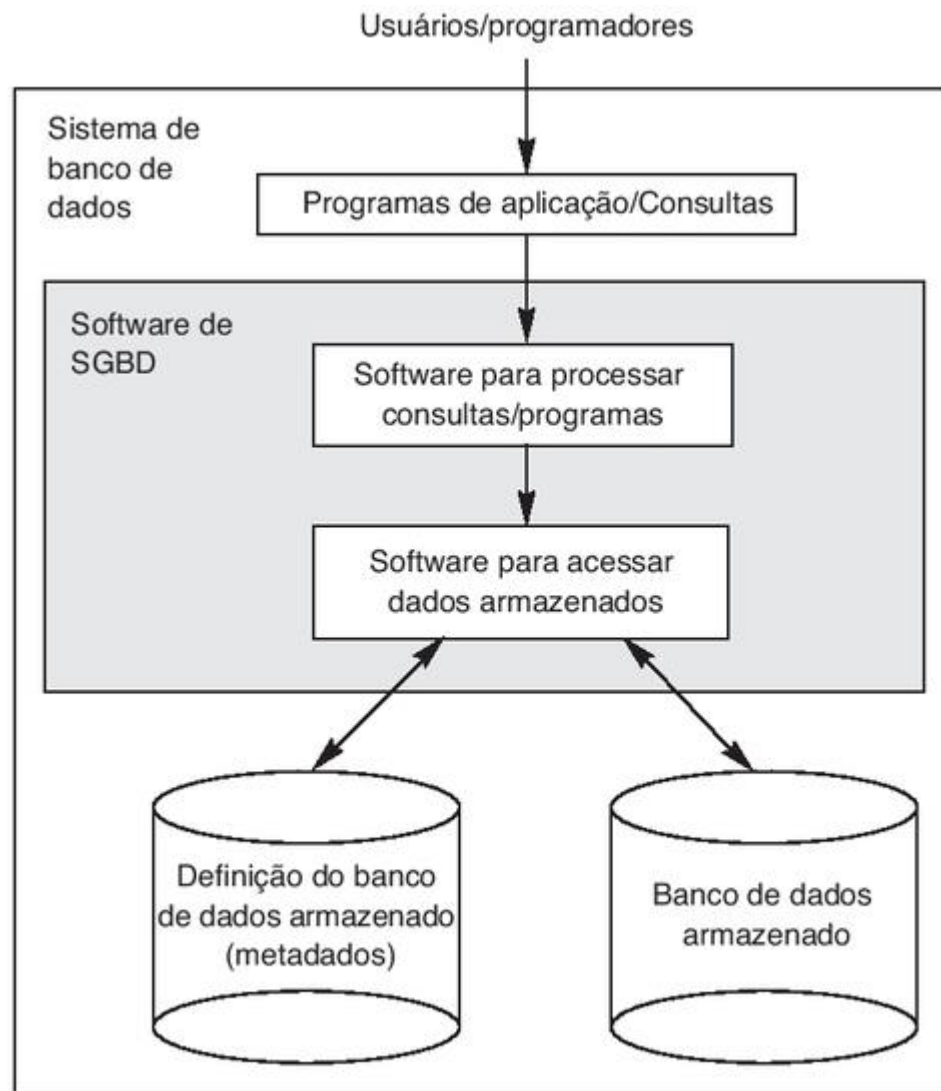 Usuários/programadores
Sistema de
banco de
dados
Programas de aplicação/Consultas
Software de
SGBD
Software para processar
consultas/programas
Software para acessar
dados armazenados
Definição do banco
de dados armazenado
(metadados)
Banco de dados
armazenado